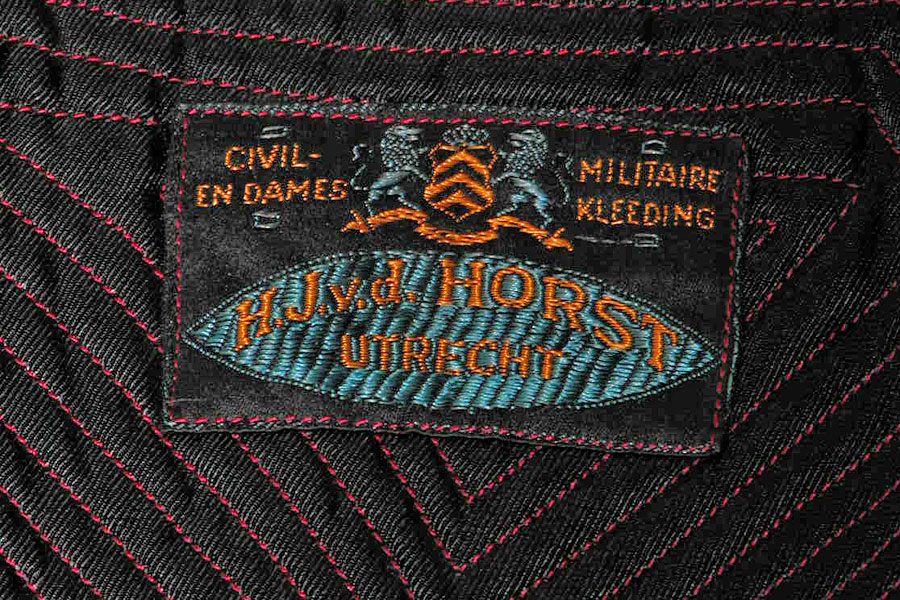 CIVIL-
EN DAMES
MILITAIRE
KLEEDING
H.J.v.d. HORST
UTRECHT